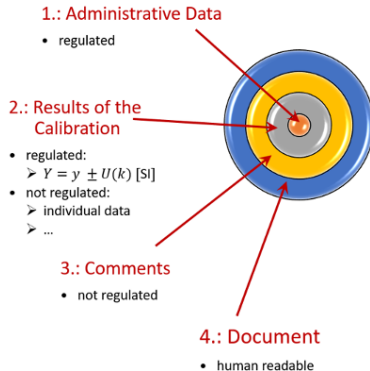 1.: Administrative Data
• regulated
2.: Results of the
Calibration
• regulated:
➢ Y = y ± U(k) [SI]
• not regulated:
➢ individual data
➢ ...
3.: Comments
• not regulated
4.: Document
• human readable